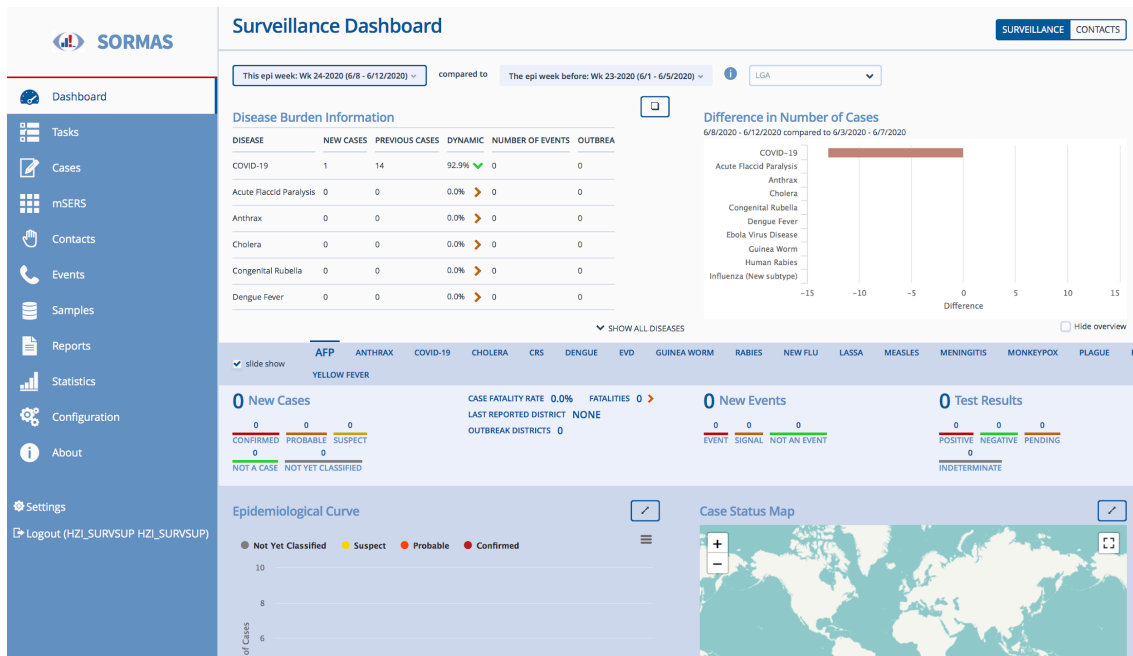 SORMAS
Dashboard
Tasks
Cases
mSERS
Contacts
Events
Samples
Reports
Statistics
Configuration
About
Settings
Logout (HZI_SURVSUP HZI_SURVSUP)
Surveillance Dashboard
SURVEILLANCE CONTACTS
This epi week: Wk 24-2020 (6/8 - 6/12/2020) compared to The epi week before: Wk 23-2020 (6/1 - 6/5/2020) i LGA
Disease Burden Information
DISEASE NEW CASES PREVIOUS CASES DYNAMIC NUMBER OF EVENTS OUTBREA
COVID-19 1 14 92.9% 0 0
Acute Flaccid Paralysis 0 0 0.0% 0 0
Anthrax 0 0 0.0% 0 0
Cholera 0 0 0.0% 0 0
Congenital Rubella 0 0 0.0% 0 0
Dengue Fever 0 0 0.0% 0 0
Difference in Number of Cases
6/8/2020 - 6/12/2020 compared to 6/3/2020 - 6/7/2020
COVID-19
Acute Flaccid Paralysis
Anthrax
Cholera
Congenital Rubella
Dengue Fever
Ebola Virus Disease
Guinea Worm
Human Rabies
Influenza (New subtype)
-15 -10 -5 0 5 10 15
Difference
SHOW ALL DISEASES
Hide overview
slide show AFP ANTHRAX COVID-19 CHOLERA CRS DENGUE EVD GUINEA WORM RABIES NEW FLU LASSA MEASLES MENINGITIS MONKEYPOX PLAGUE
YELLOW FEVER
0 New Cases
0 0 0
CONFIRMED PROBABLE SUSPECT
0 0
NOT A CASE NOT YET CLASSIFIED
CASE FATALITY RATE 0.0% FATALITIES 0
LAST REPORTED DISTRICT NONE
OUTBREAK DISTRICTS 0
0 New Events
0 0 0
EVENT SIGNAL NOT AN EVENT
0 Test Results
0 0 0
POSITIVE NEGATIVE PENDING
0
INDETERMINATE
Epidemiological Curve
Not Yet Classified Suspect Probable Confirmed
10
8
6
of Cases
Case Status Map
+
−